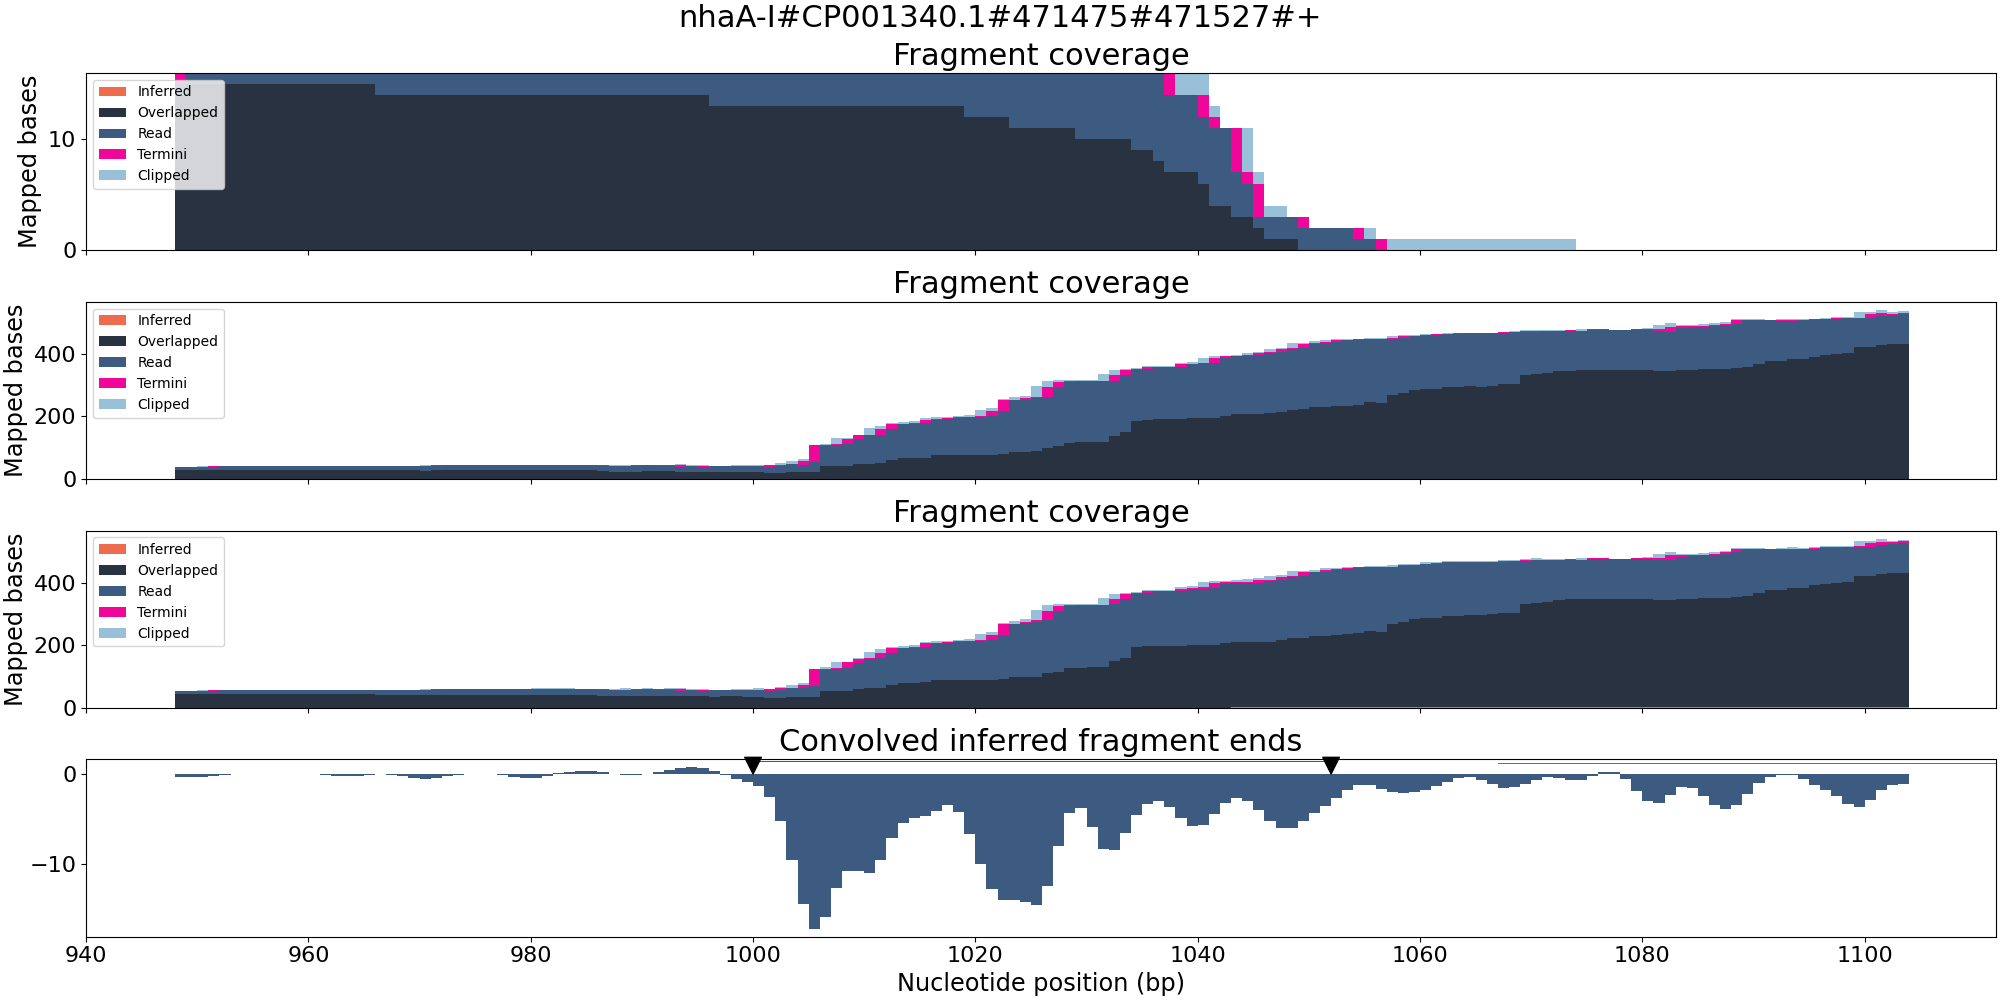 nhaA-I#CP001340.1#471475#471527#+
Fragment coverage
Mapped bases
10
0
Inferred
Overlapped
Read
Termini
Clipped
Fragment coverage
Mapped bases
400
200
0
Inferred
Overlapped
Read
Termini
Clipped
Fragment coverage
Mapped bases
400
200
0
Inferred
Overlapped
Read
Termini
Clipped
Convolved inferred fragment ends
0
−10
940 960 980 1000 1020 1040 1060 1080 1100
Nucleotide position (bp)